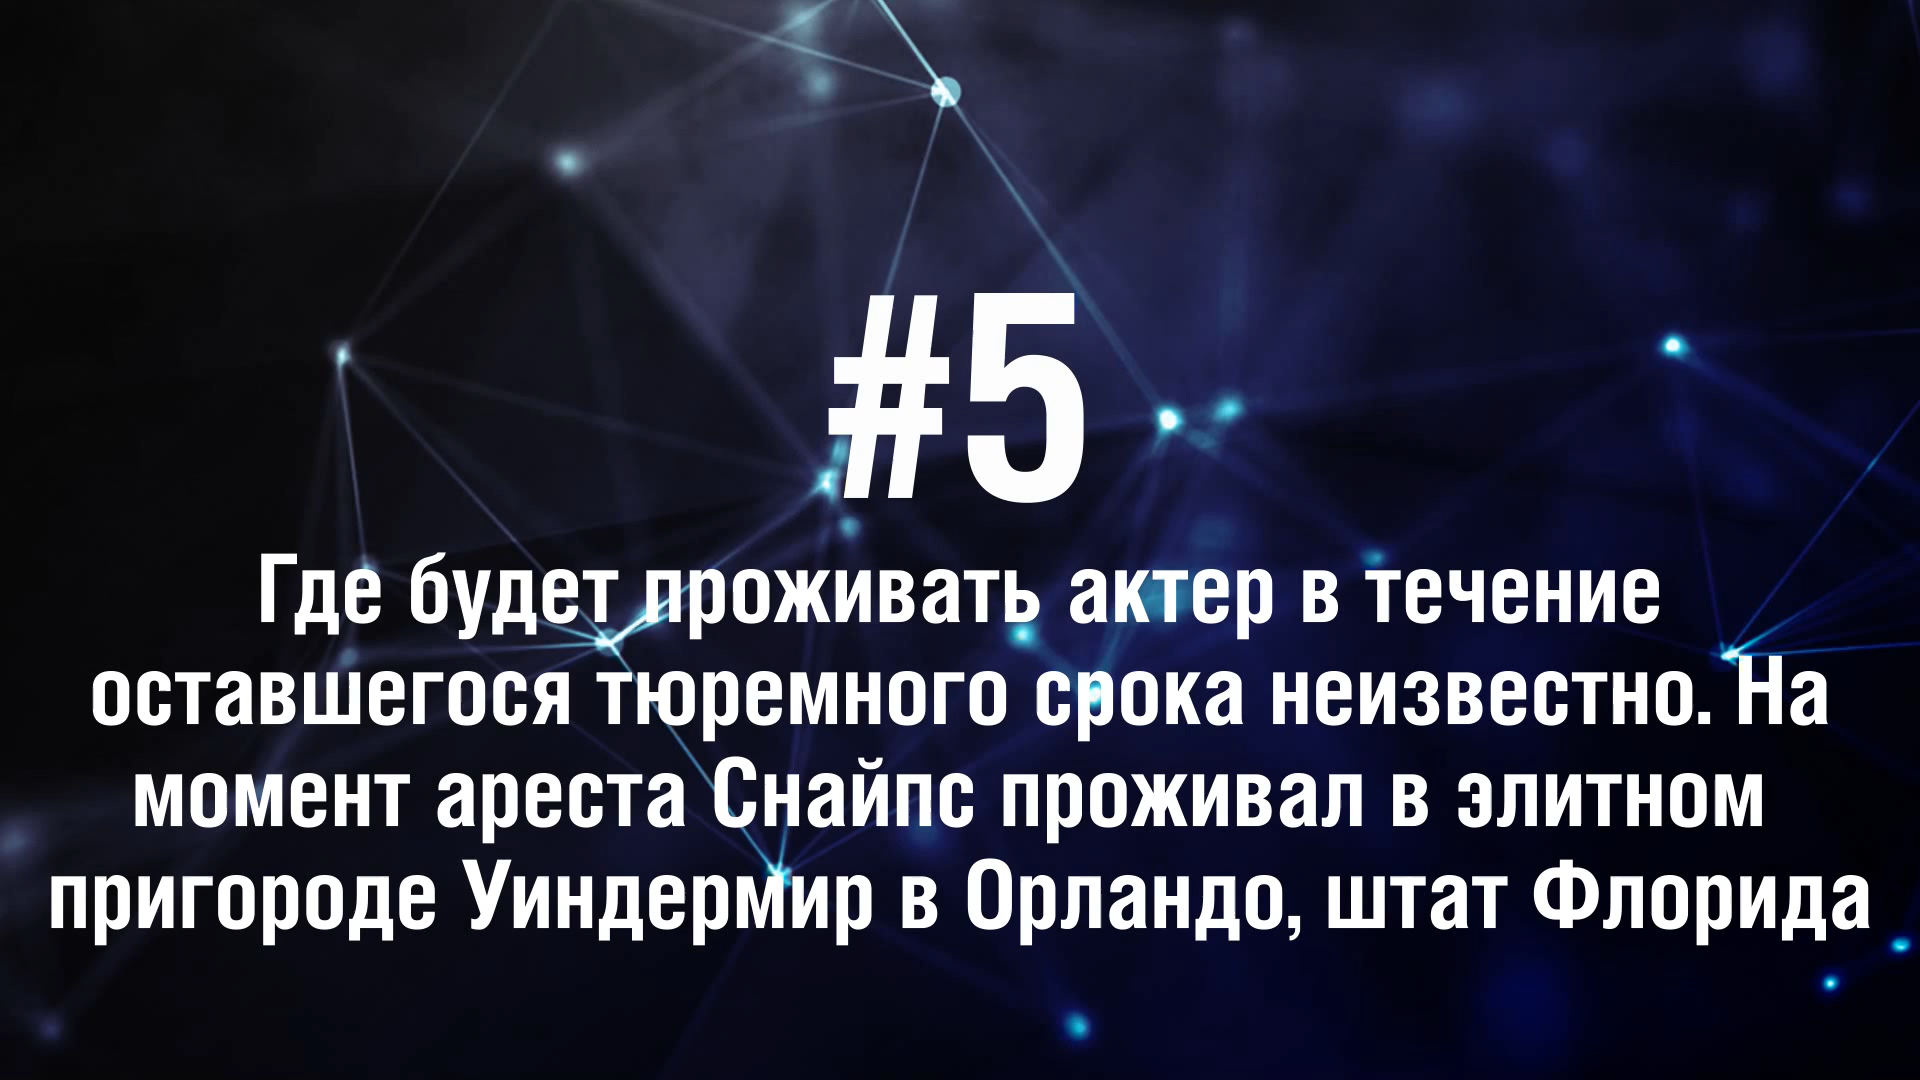 #5
Где будет проживать актер в течение
оставшегося тюремного срока неизвестно. На
момент ареста Снайпс проживал в элитном
пригороде Уиндермир в Орландо, штат Флорида